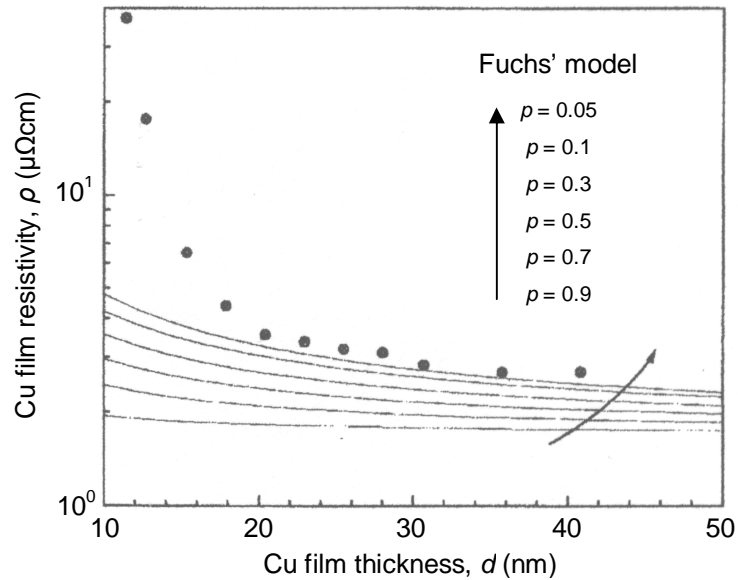 Cu film resistivity, ρ (μΩcm)
10¹
10⁰
Fuchs' model
p = 0.05
p = 0.1
p = 0.3
p = 0.5
p = 0.7
p = 0.9
10 20 30 40 50
Cu film thickness, d (nm)